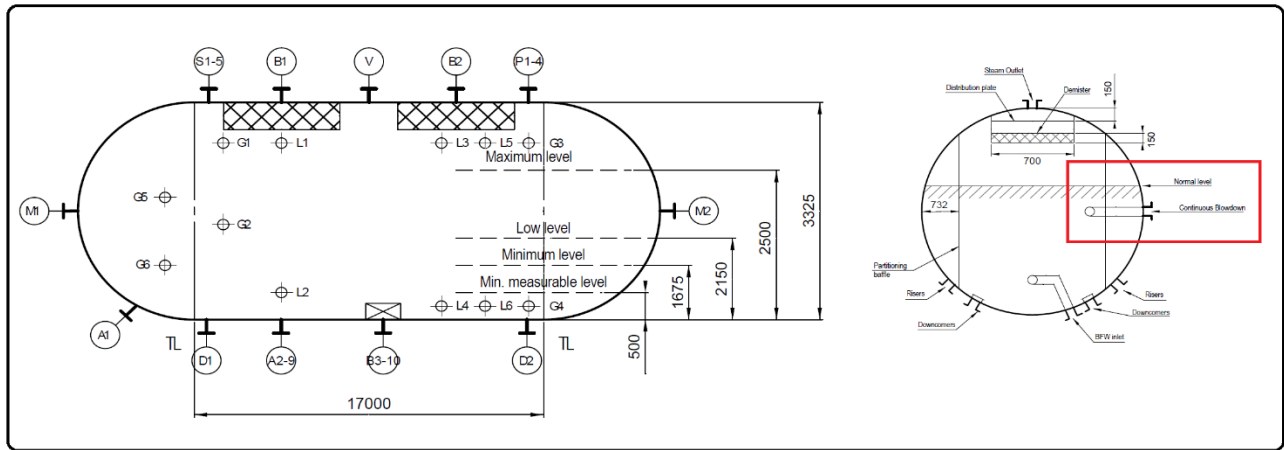 S1-5
B1
V
B2
P1-4
G1
L1
L3
L5
G3
Maximum level
G5
M1
G2
M2
Low level
G6
Minimum level
Min. measurable level
L2
L4
L6
G4
A1
TL
D1
A2-9
B3-10
D2
TL
17000
500
1675
2150
2500
3325
Steam Outlet
Distribution plate
Demister
150
150
700
Normal level
732
Continuous Blowdown
Partitioning
baffle
Risers
Risers
Downcomers
Downcomers
BFW inlet